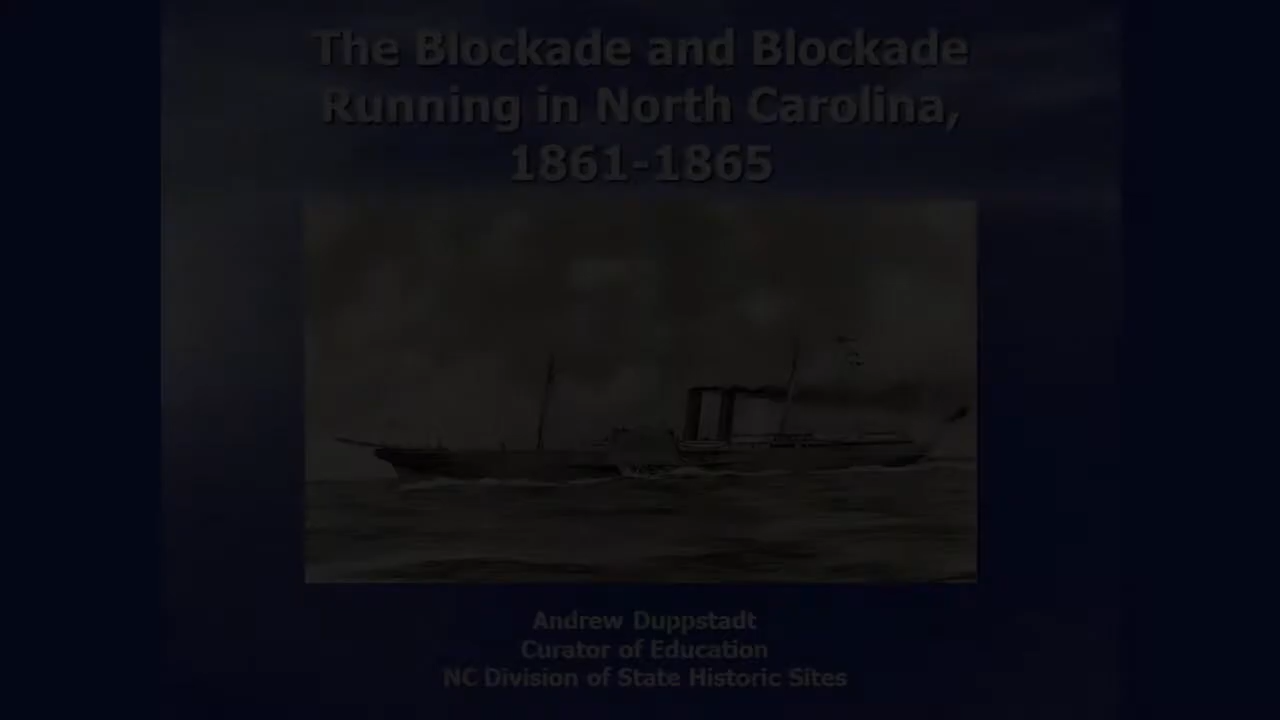 The Blockade and Blockade
Running in North Carolina,
1861-1865
Andrew Duppstadt
Curator of Education
NC Division of State Historic Sites